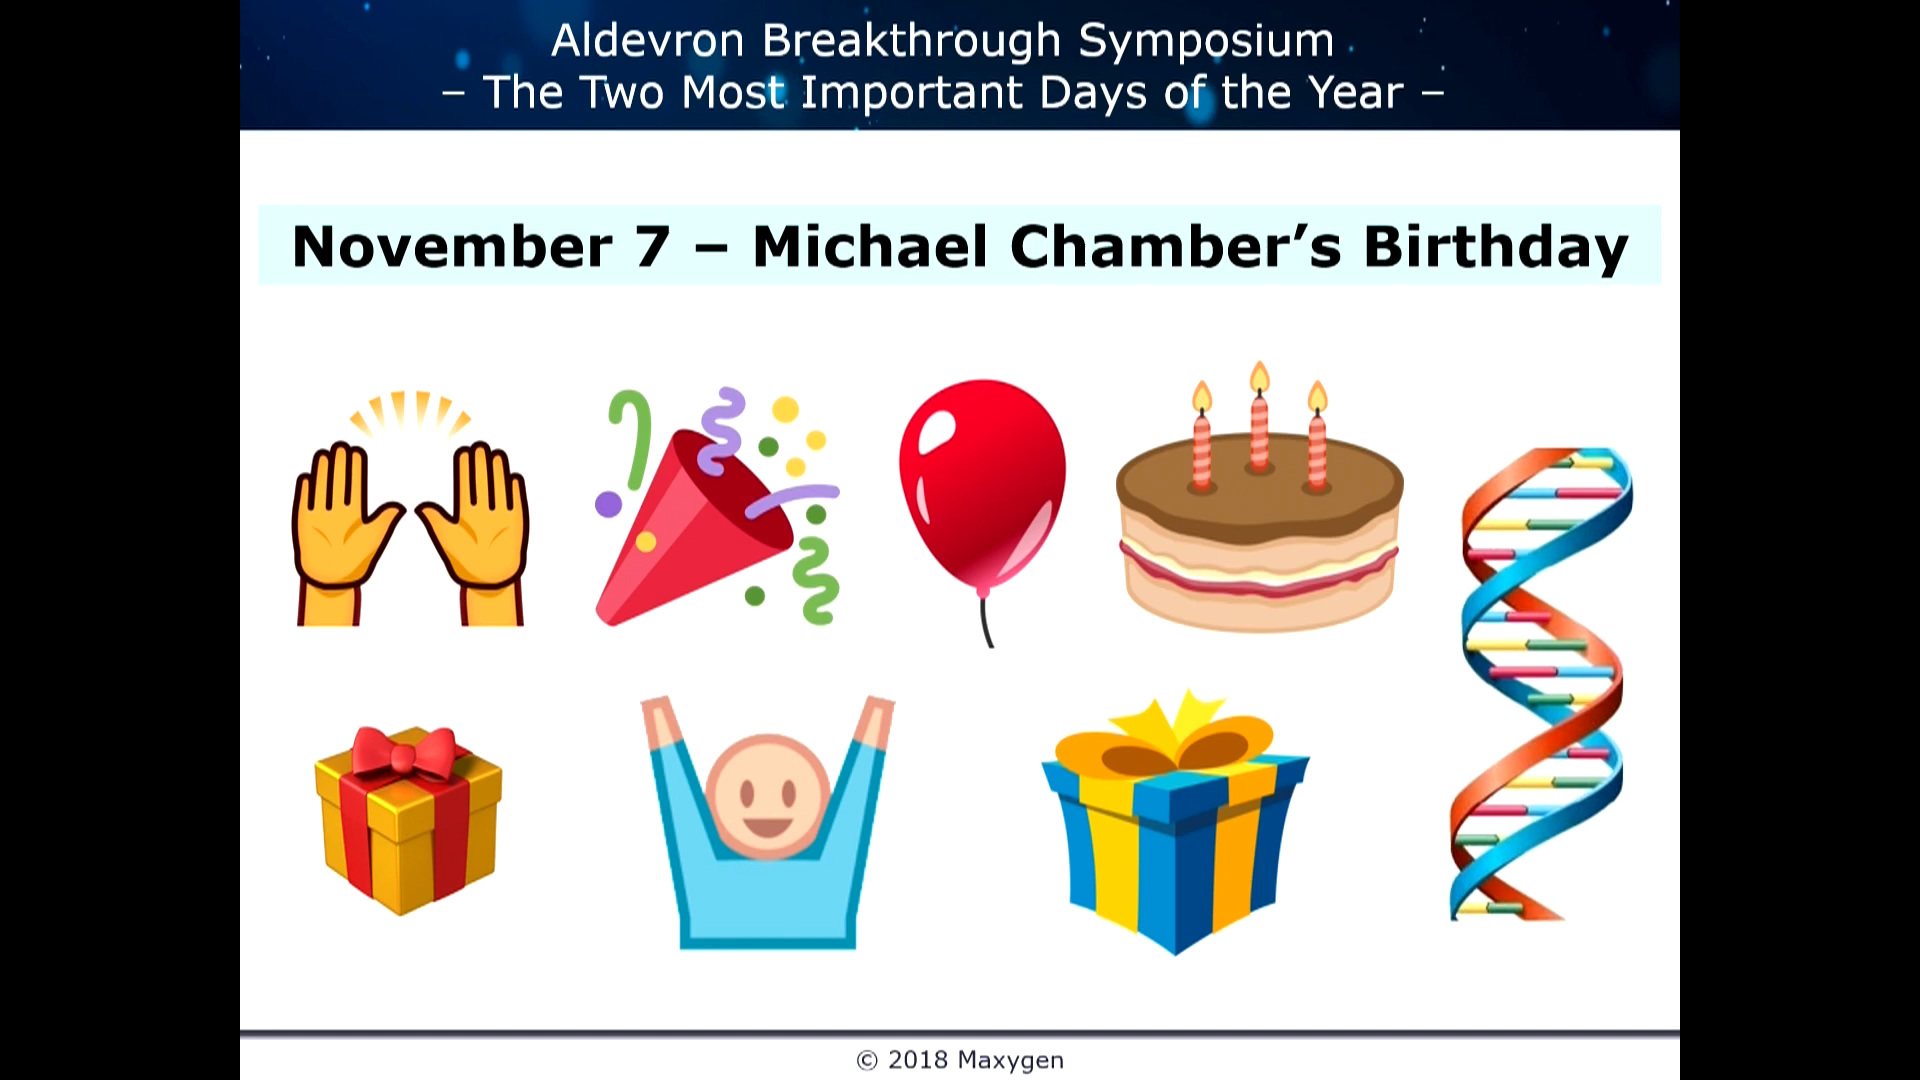 Aldevron Breakthrough Symposium
– The Two Most Important Days of the Year –
November 7 – Michael Chamber’s Birthday
© 2018 Maxygen